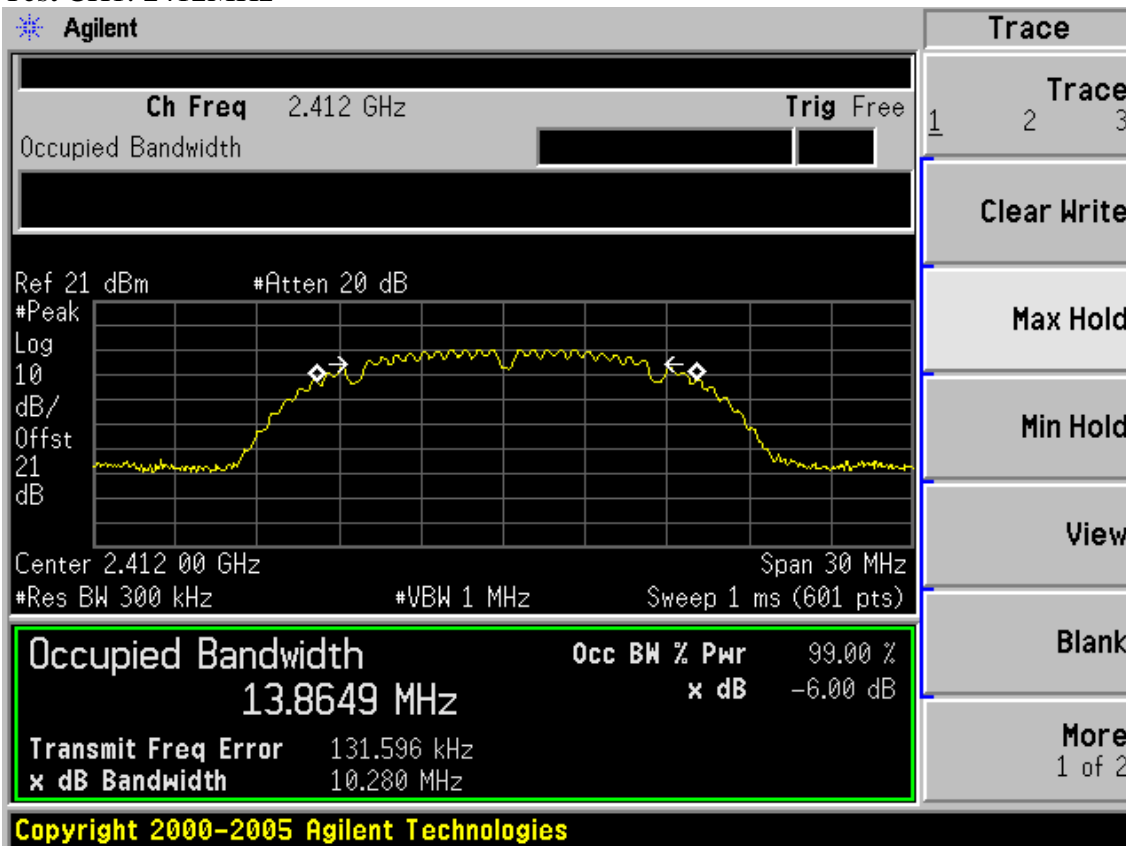 Agilent
Ch Freq 2.412 GHz Trig Free
Occupied Bandwidth
Ref 21 dBm #Atten 20 dB
#Peak
Log
10
dB/
Offst
21
dB
Center 2.412 00 GHz Span 30 MHz
#Res BW 300 kHz #VBW 1 MHz Sweep 1 ms (601 pts)
Occupied Bandwidth Occ BW % Pwr 99.00 %
13.8649 MHz x dB -6.00 dB
Transmit Freq Error 131.596 kHz
x dB Bandwidth 10.280 MHz
Copyright 2000-2005 Agilent Technologies
Trace
Trace
1 2 3
Clear Write
Max Hold
Min Hold
View
Blank
More
1 of 2